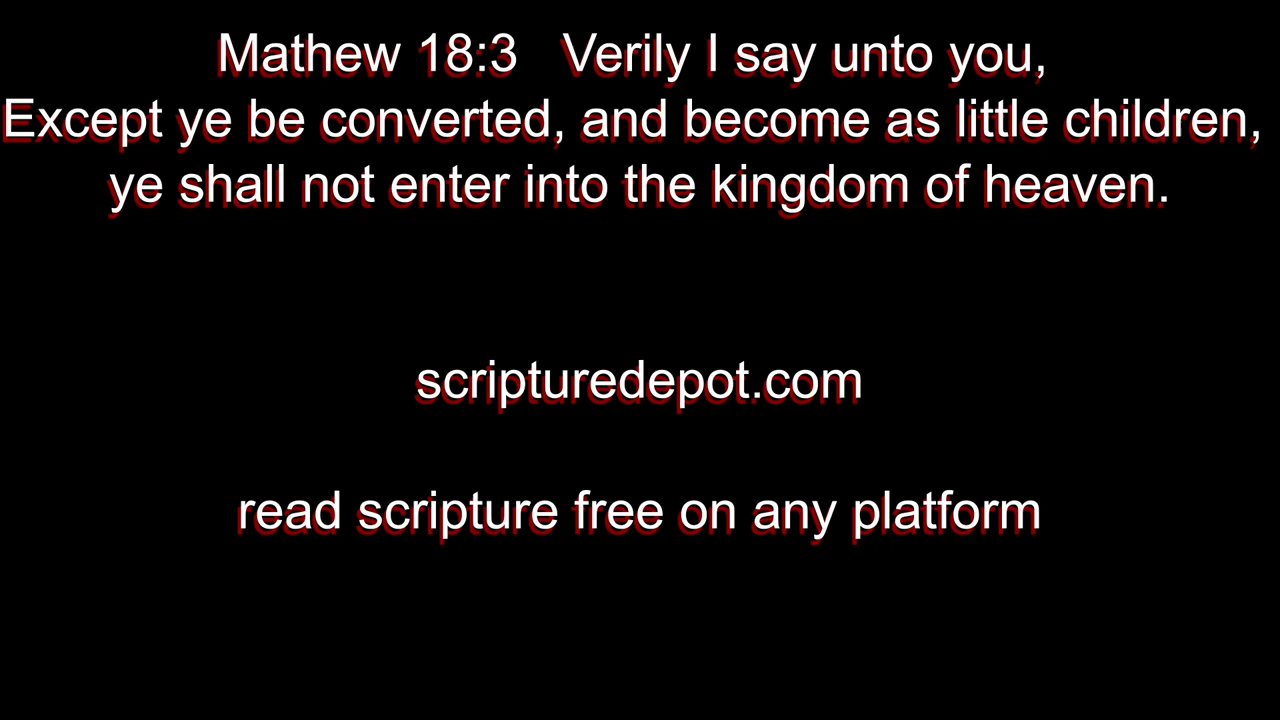 Mathew 18:3   Verily I say unto you,
Except ye be converted, and become as little children,
ye shall not enter into the kingdom of heaven.
scripturedepot.com
read scripture free on any platform